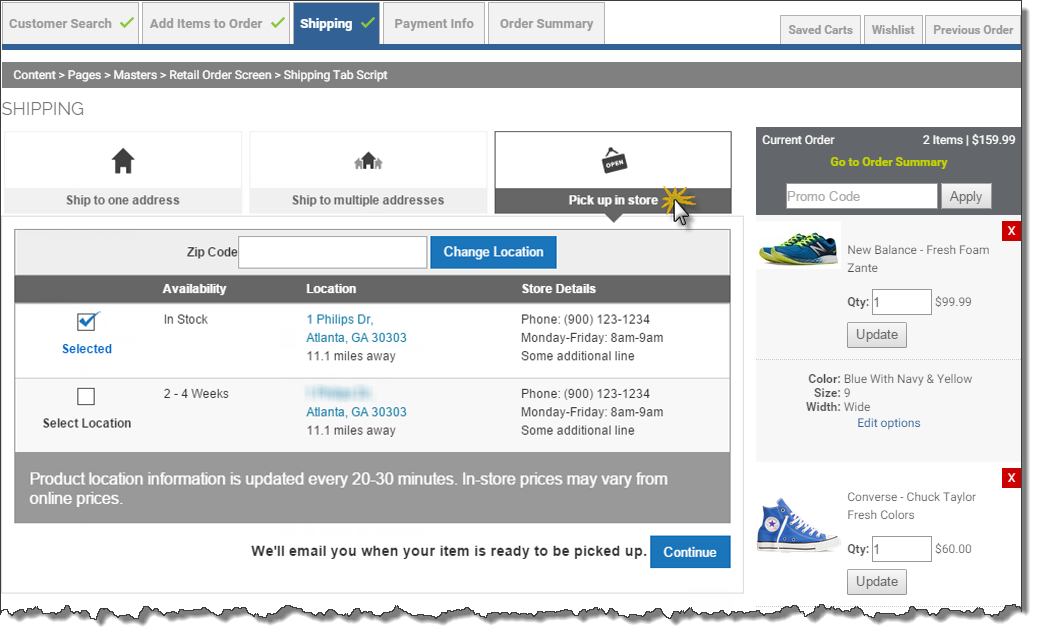 Customer Search
Add Items to Order
Shipping
Payment Info
Order Summary
Saved Carts
Wishlist
Previous Order
Content > Pages > Masters > Retail Order Screen > Shipping Tab Script
SHIPPING
Ship to one address
Ship to multiple addresses
OPEN
Pick up in store
Zip Code
Change Location
Availability Location Store Details
In Stock
1 Philips Dr,
Atlanta, GA 30303
11.1 miles away
Phone: (900) 123-1234
Monday-Friday: 8am-9am
Some additional line
Selected
2 - 4 Weeks
Atlanta, GA 30303
11.1 miles away
Phone: (900) 123-1234
Monday-Friday: 8am-9am
Some additional line
Select Location
Product location information is updated every 20-30 minutes. In-store prices may vary from
online prices.
We'll email you when your item is ready to be picked up.
Continue
Current Order
2 Items | $159.99
Go to Order Summary
Promo Code
Apply
X
New Balance - Fresh Foam
Zante
Qty: 1 $99.99
Update
Color: Blue With Navy & Yellow
Size: 9
Width: Wide
Edit options
X
Converse - Chuck Taylor
Fresh Colors
Qty: 1 $60.00
Update